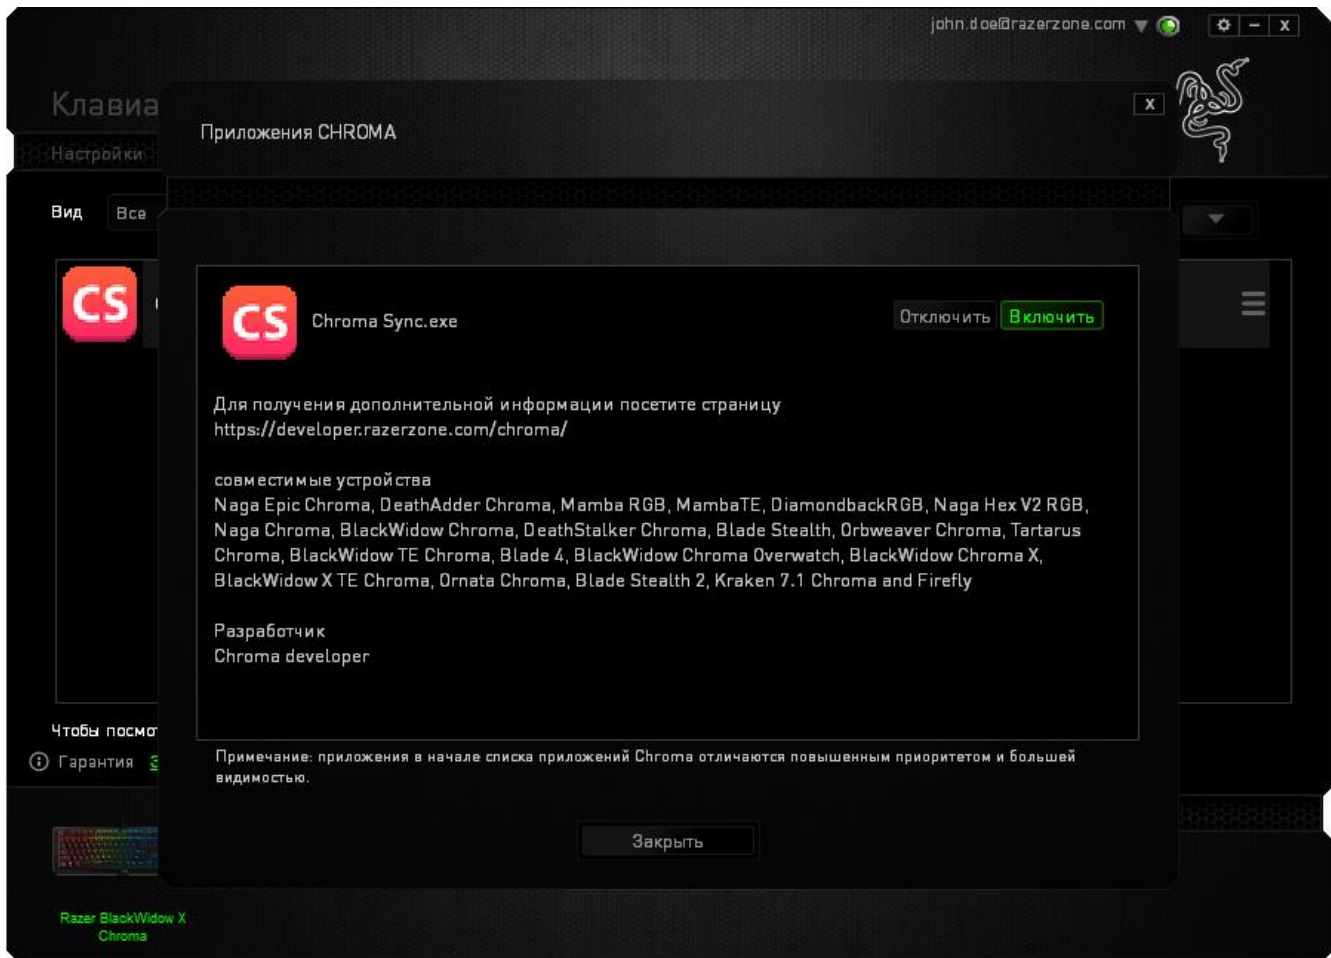 john.doe@razerzone.com
x
Клавиа
x
Приложения CHROMA
Настройки
Вид
Все
CS
CS
Chroma Sync.exe
Отключить
Включить
Для получения дополнительной информации посетите страницу
https://developer.razerzone.com/chroma/
совместимые устройства
Naga Epic Chroma, DeathAdder Chroma, Mamba RGB, MambaTE, DiamondbackRGB, Naga Hex V2 RGB,
Naga Chroma, BlackWidow Chroma, DeathStalker Chroma, Blade Stealth, Orbweaver Chroma, Tartarus
Chroma, BlackWidow TE Chroma, Blade 4, BlackWidow Chroma Overwatch, BlackWidow Chroma X,
BlackWidow X TE Chroma, Ornata Chroma, Blade Stealth 2, Kraken 7.1 Chroma and Firefly
Разработчик
Chroma developer
Чтобы посмо
Примечание: приложения в начале списка приложений Chroma отличаются повышенным приоритетом и большей
видимостью.
Гарантия
Закрыть
Razer BlackWidow X
Chroma